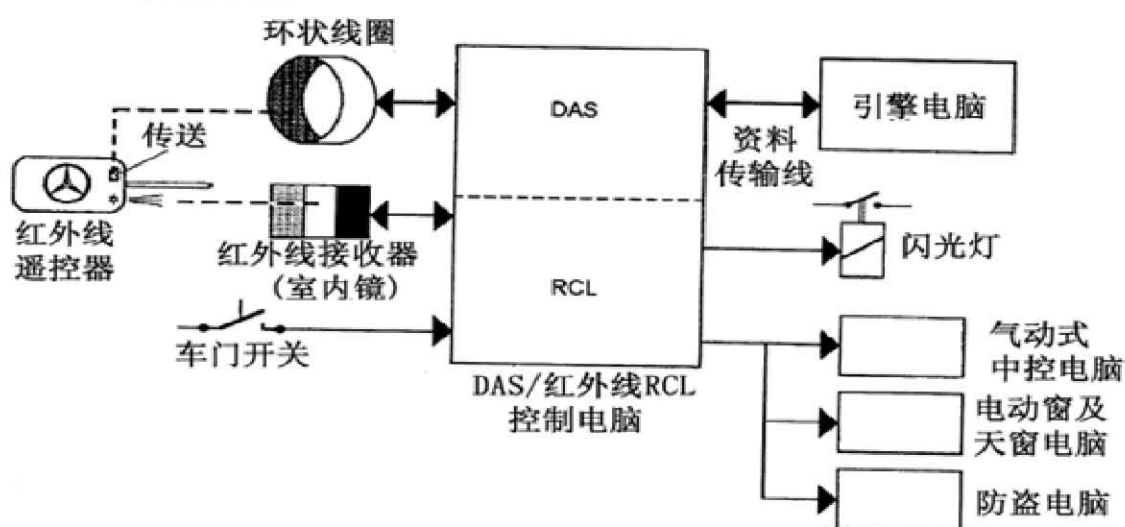 环状线圈
传送
红外线
遥控器
红外线接收器
(室内镜)
车门开关
DAS
RCL
DAS/红外线RCL
控制电脑
引擎电脑
资料
传输线
闪光灯
气动式
中控电脑
电动窗及
天窗电脑
防盗电脑